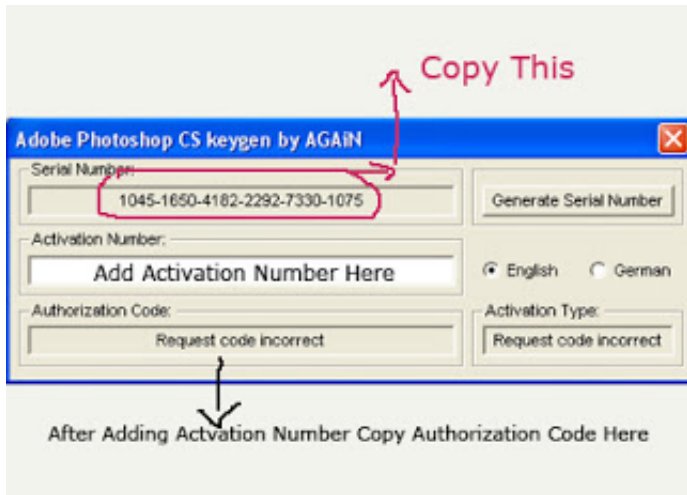 Copy This
Adobe Photoshop CS keygen by AGAiN
Serial Number:
1045-1650-4182-2292-7330-1075
Generate Serial Number
Activation Number:
Add Activation Number Here
English
German
Authorization Code:
Activation Type:
Request code incorrect
Request code incorrect
After Adding Actvation Number Copy Authorization Code Here